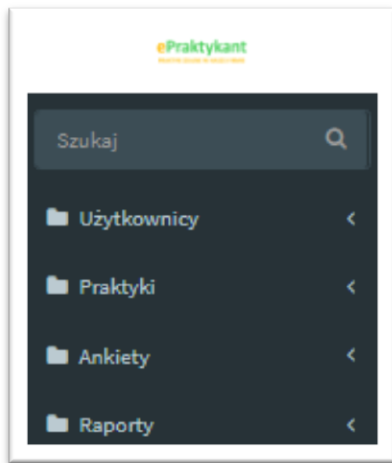 ePraktykant
Szukaj
Użytkownicy
Praktyki
Ankiety
Raporty